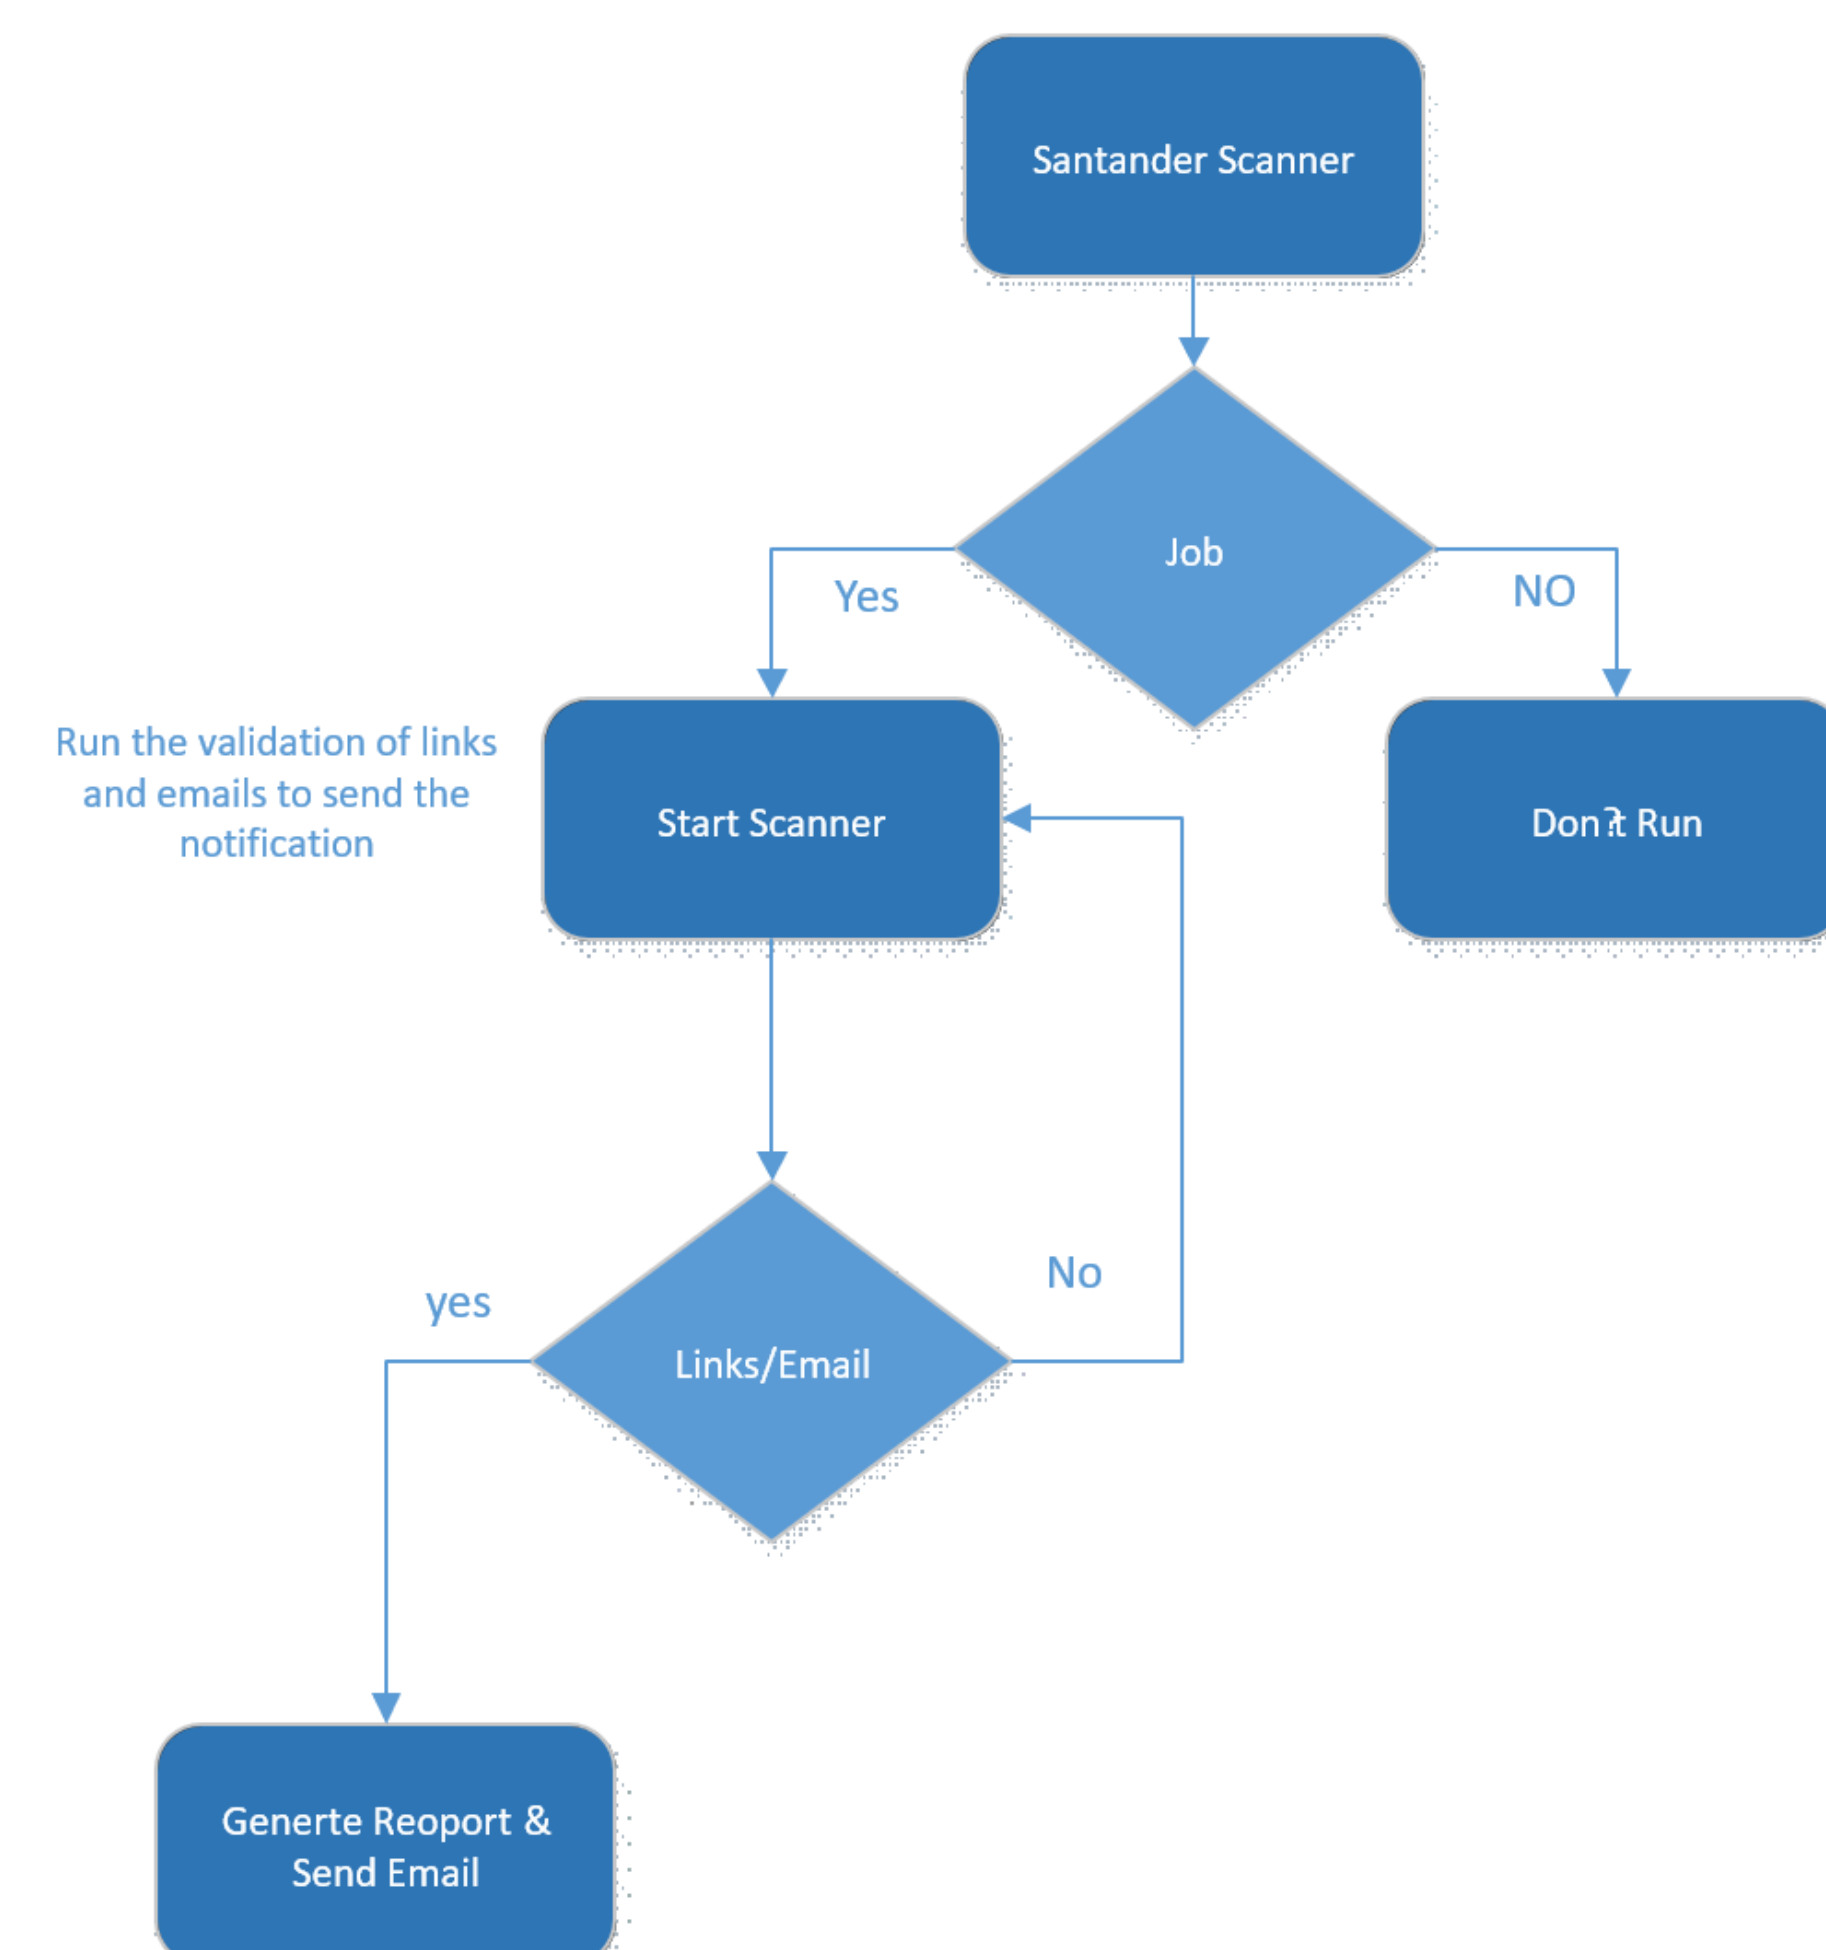 Santander Scanner
Job
Yes
NO
Run the validation of links
and emails to send the
notification
Start Scanner
Don?t Run
No
yes
Links/Email
Generte Reoport &
Send Email